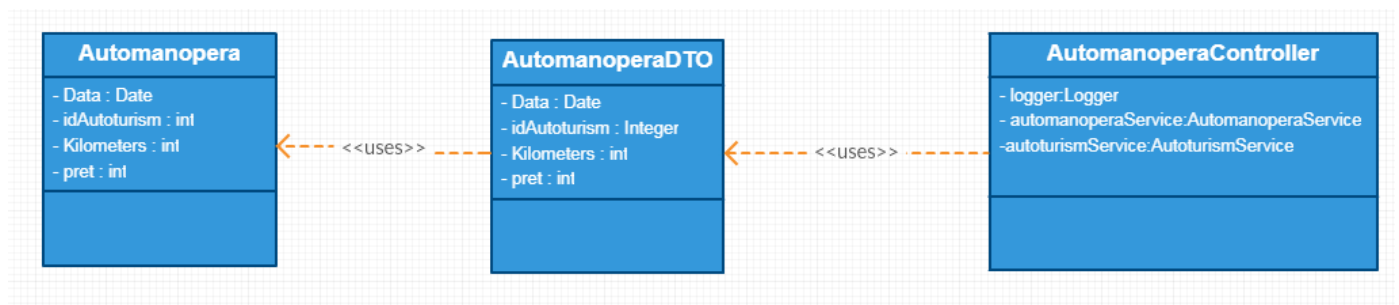 Automanopera
- Data : Date
- idAutoturism : int
- Kilometers : int
- pret : int
<<uses>>
AutomanoperaDTO
- Data : Date
- idAutoturism : Integer
- Kilometers : int
- pret : int
<<uses>>
AutomanoperaController
- logger:Logger
- automanoperaService:AutomanoperaService
-autoturismService:AutoturismService